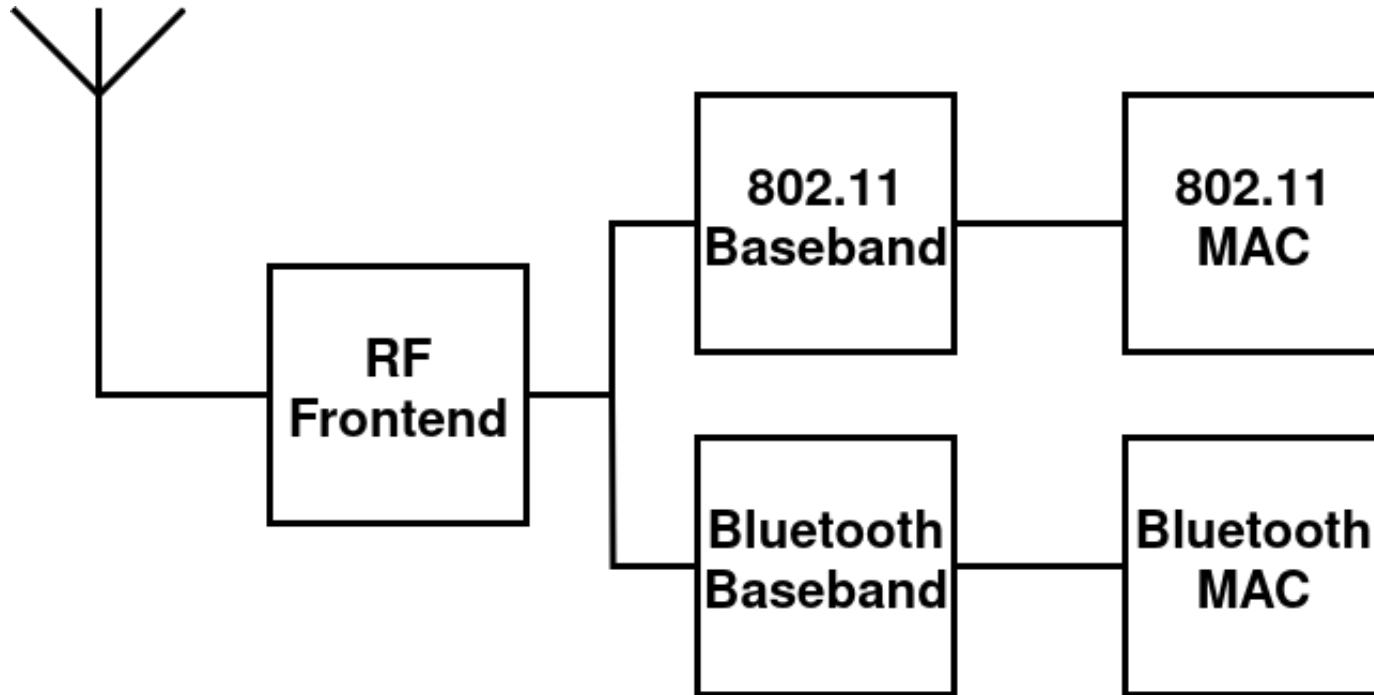 802.11
Baseband
802.11
MAC
RF
Frontend
Bluetooth
Baseband
Bluetooth
MAC